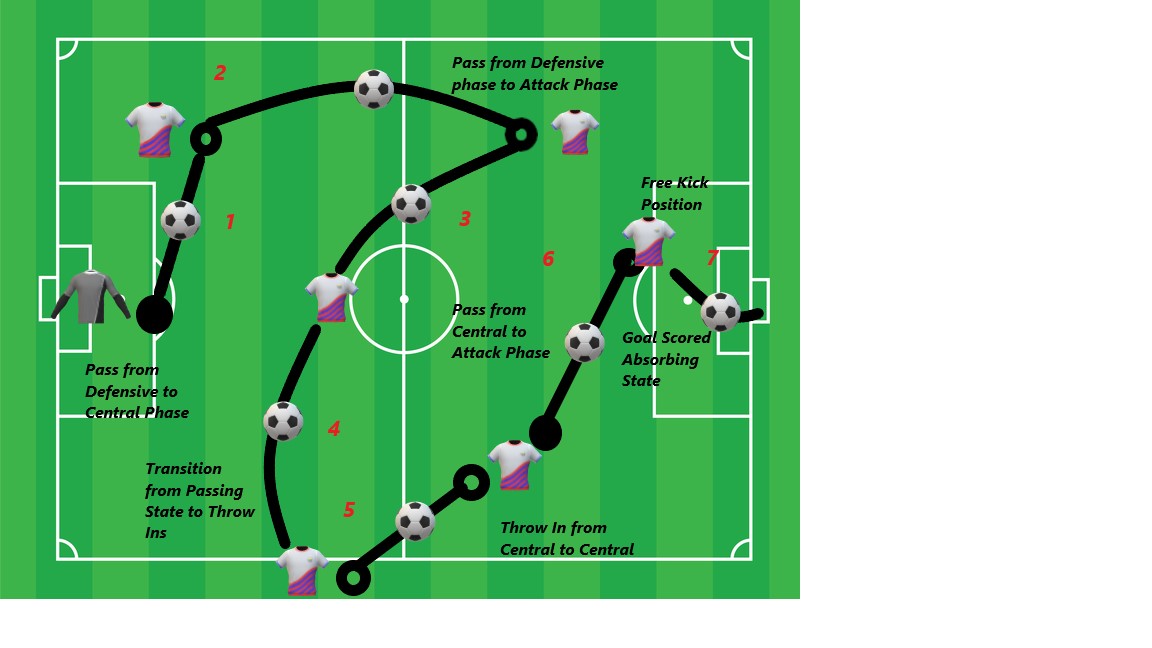 2
Pass from Defensive
phase to Attack Phase
Free Kick
Position
1
3
6
7
Pass from
Central to
Attack Phase
Goal Scored
Absorbing
State
Pass from
Defensive to
Central Phase
4
Transition
from Passing
State to Throw
Ins
5
Throw In from
Central to Central